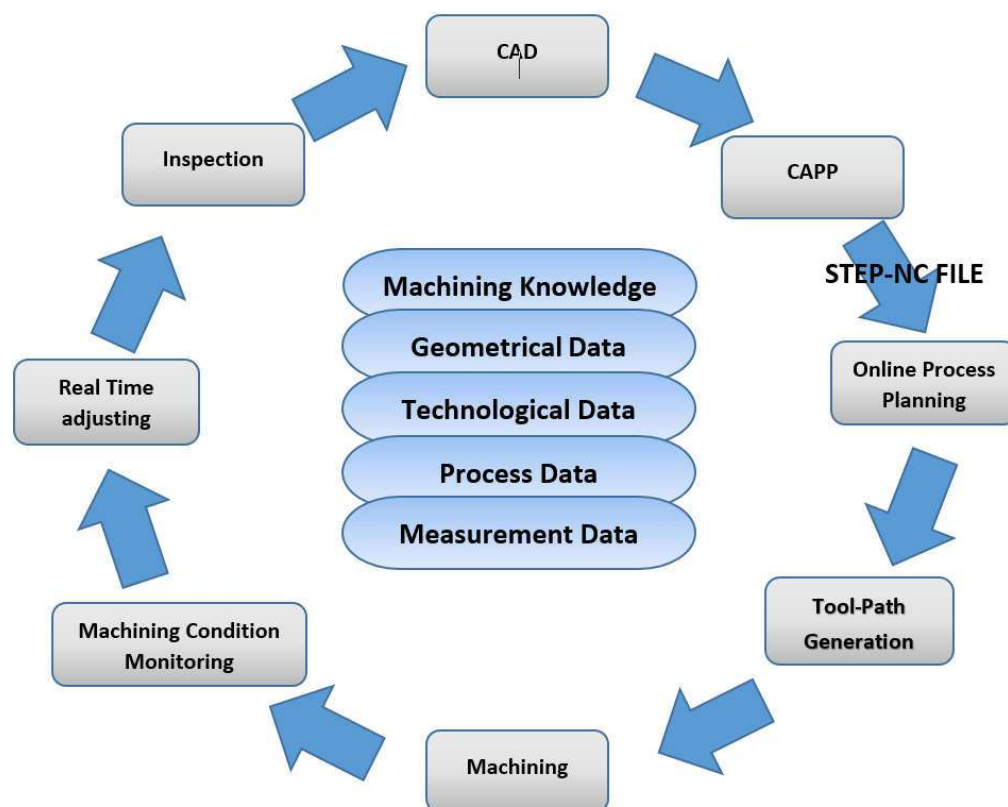 CAD
CAPP
STEP-NC FILE
Online Process
Planning
Tool-Path
Generation
Machining
Machining Condition
Monitoring
Real Time
adjusting
Inspection
Machining Knowledge
Geometrical Data
Technological Data
Process Data
Measurement Data